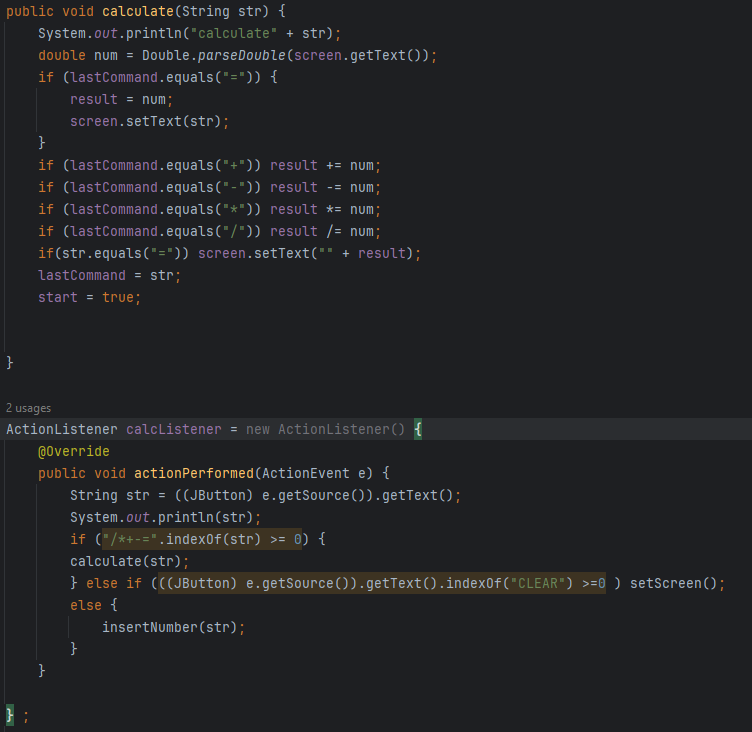 public void calculate(String str) {
    System.out.println("calculate" + str);
    double num = Double.parseDouble(screen.getText());
    if (lastCommand.equals("=")) {
        result = num;
        screen.setText(str);
    }
    if (lastCommand.equals("+")) result += num;
    if (lastCommand.equals("-")) result -= num;
    if (lastCommand.equals("*")) result *= num;
    if (lastCommand.equals("/")) result /= num;
    if(str.equals("=")) screen.setText("" + result);
    lastCommand = str;
    start = true;
}
2 usages
ActionListener calcListener = new ActionListener() {
    @Override
    public void actionPerformed(ActionEvent e) {
        String str = ((JButton) e.getSource()).getText();
        System.out.println(str);
        if ("/*+-=".indexOf(str) >= 0) {
        calculate(str);
        } else if (((JButton) e.getSource()).getText().indexOf("CLEAR") >=0 ) setScreen();
        else {
            insertNumber(str);
        }
    }
} ;